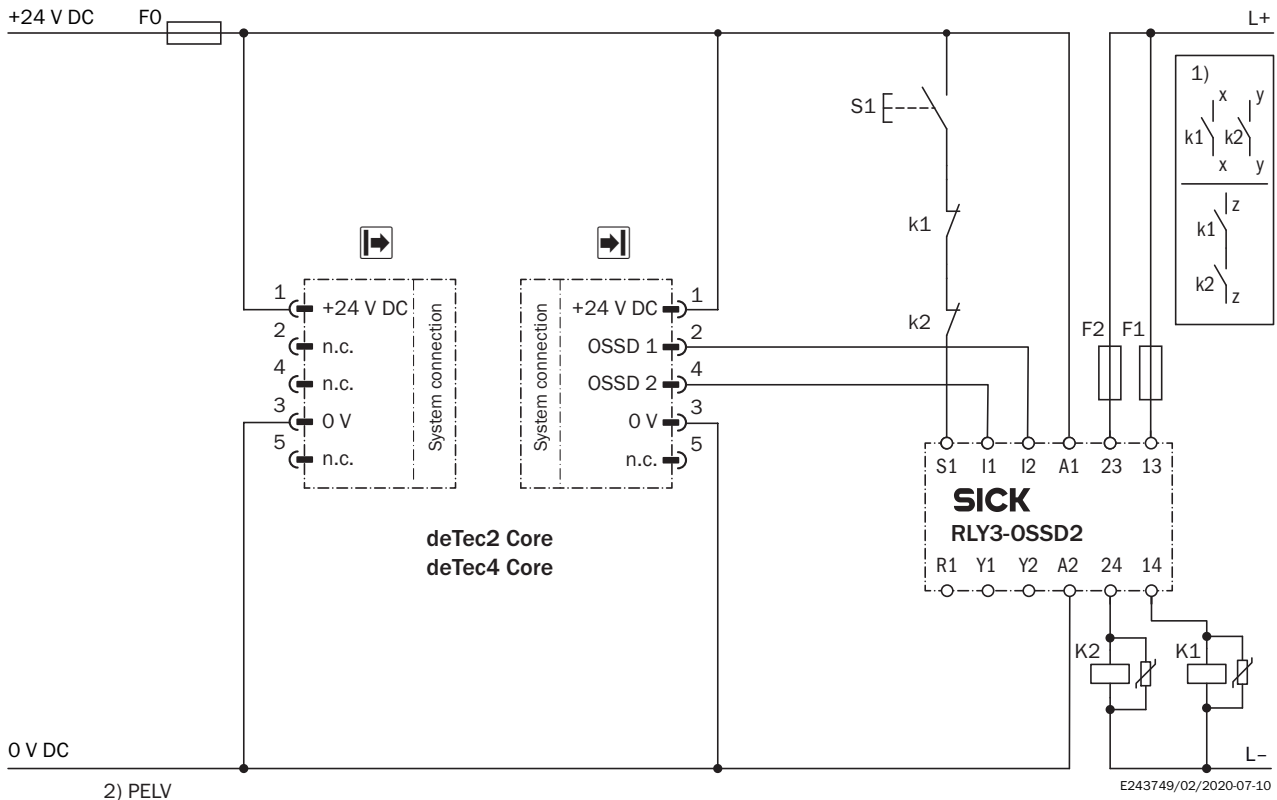 +24 V DC F0 L+
1)
x y
k1 k2
x y
z
k1
k2
z
S1
k1
k2
F2 F1
1 +24 V DC
2 n.c.
4 n.c.
3 0 V
5 n.c.
System connection
System connection
+24 V DC 1
OSSD 1 2
OSSD 2 4
0 V 3
n.c. 5
deTec2 Core
deTec4 Core
S1 I1 I2 A1 23 13
SICK
RLY3-OSSD2
R1 Y1 Y2 A2 24 14
K2 K1
0 V DC L–
2) PELV
E243749/02/2020-07-10